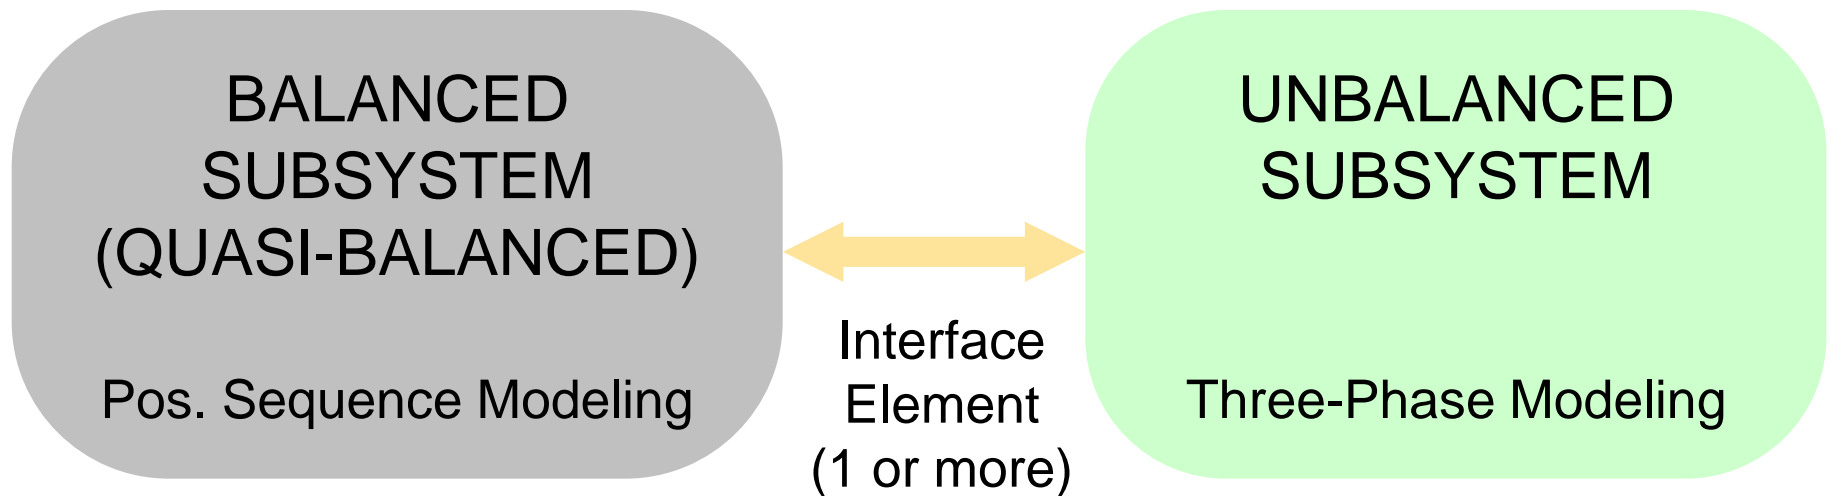 BALANCED
SUBSYSTEM
(QUASI-BALANCED)
Pos. Sequence Modeling
Interface
Element
(1 or more)
UNBALANCED
SUBSYSTEM
Three-Phase Modeling